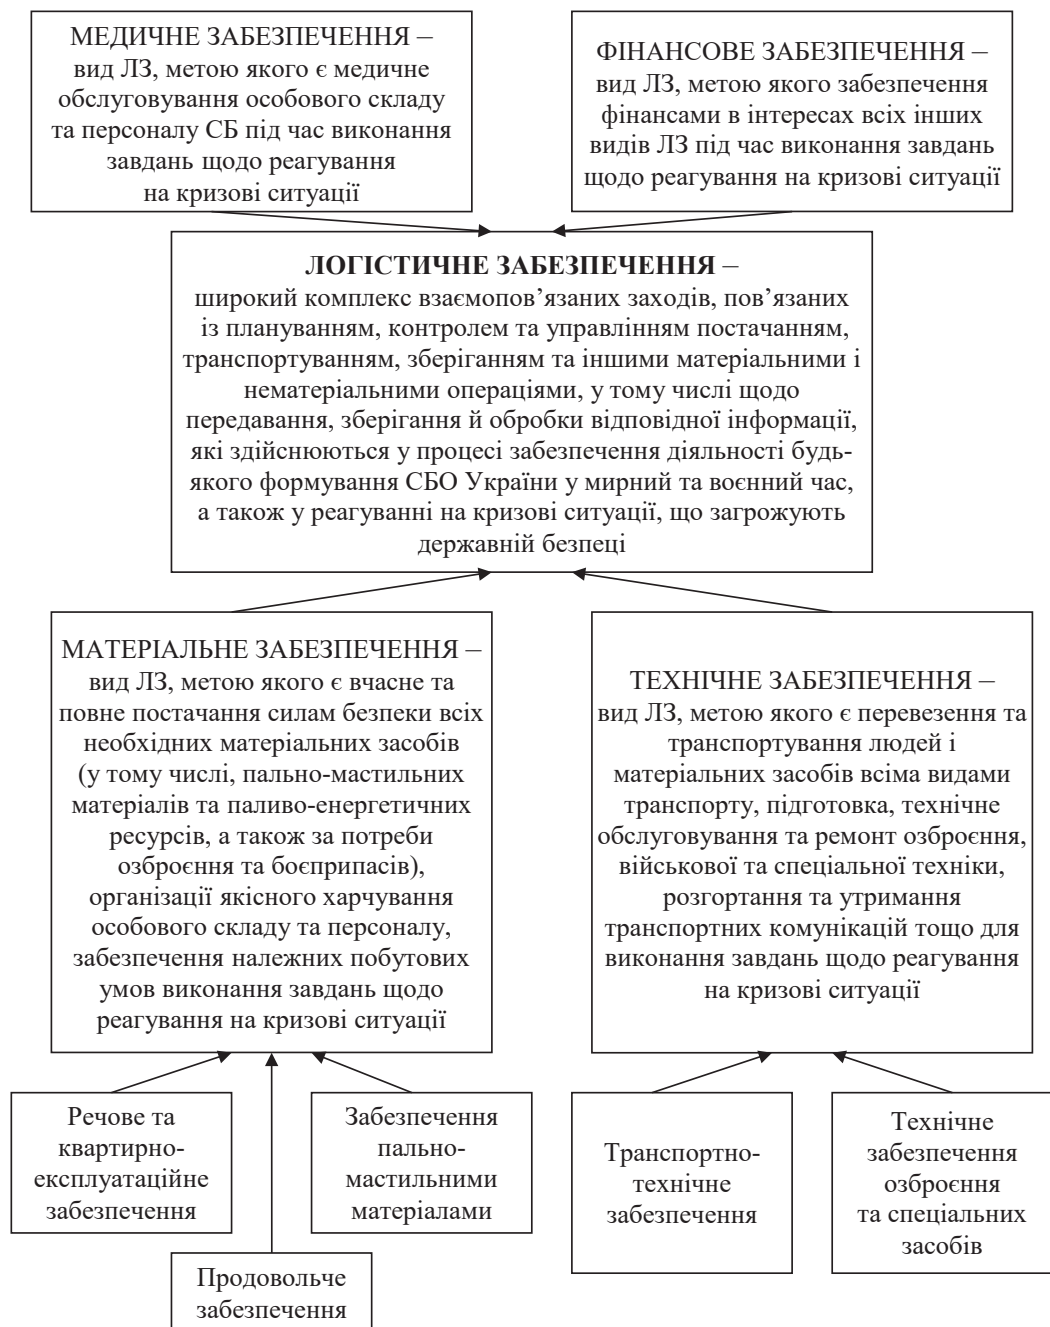 МЕДИЧНЕ ЗАБЕЗПЕЧЕННЯ –
вид ЛЗ, метою якого є медичне
обслуговування особового складу
та персоналу СБ під час виконання
завдань щодо реагування
на кризові ситуації
ФІНАНСОВЕ ЗАБЕЗПЕЧЕННЯ –
вид ЛЗ, метою якого забезпечення
фінансами в інтересах всіх інших
видів ЛЗ під час виконання завдань
щодо реагування на кризові ситуації
ЛОГІСТИЧНЕ ЗАБЕЗПЕЧЕННЯ –
широкий комплекс взаємопов’язаних заходів, пов’язаних
із плануванням, контролем та управлінням постачанням,
транспортуванням, зберіганням та іншими матеріальними і
нематеріальними операціями, у тому числі щодо
передавання, зберігання й обробки відповідної інформації,
які здійснюються у процесі забезпечення діяльності будь-
якого формування СБО України у мирний та воєнний час,
а також у реагуванні на кризові ситуації, що загрожують
державній безпеці
МАТЕРІАЛЬНЕ ЗАБЕЗПЕЧЕННЯ –
вид ЛЗ, метою якого є вчасне та
повне постачання силам безпеки всіх
необхідних матеріальних засобів
(у тому числі, пально-мастильних
матеріалів та паливо-енергетичних
ресурсів, а також за потреби
озброєння та боєприпасів),
організації якісного харчування
особового складу та персоналу,
забезпечення належних побутових
умов виконання завдань щодо
реагування на кризові ситуації
ТЕХНІЧНЕ ЗАБЕЗПЕЧЕННЯ –
вид ЛЗ, метою якого є перевезення та
транспортування людей і
матеріальних засобів всіма видами
транспорту, підготовка, технічне
обслуговування та ремонт озброєння,
військової та спеціальної техніки,
розгортання та утримання
транспортних комунікацій тощо для
виконання завдань щодо реагування
на кризові ситуації
Речове та
квартирно-
експлуатаційне
забезпечення
Забезпечення
пально-
мастильними
матеріалами
Продовольче
забезпечення
Транспортно-
технічне
забезпечення
Технічне
забезпечення
озброєння
та спеціальних
засобів